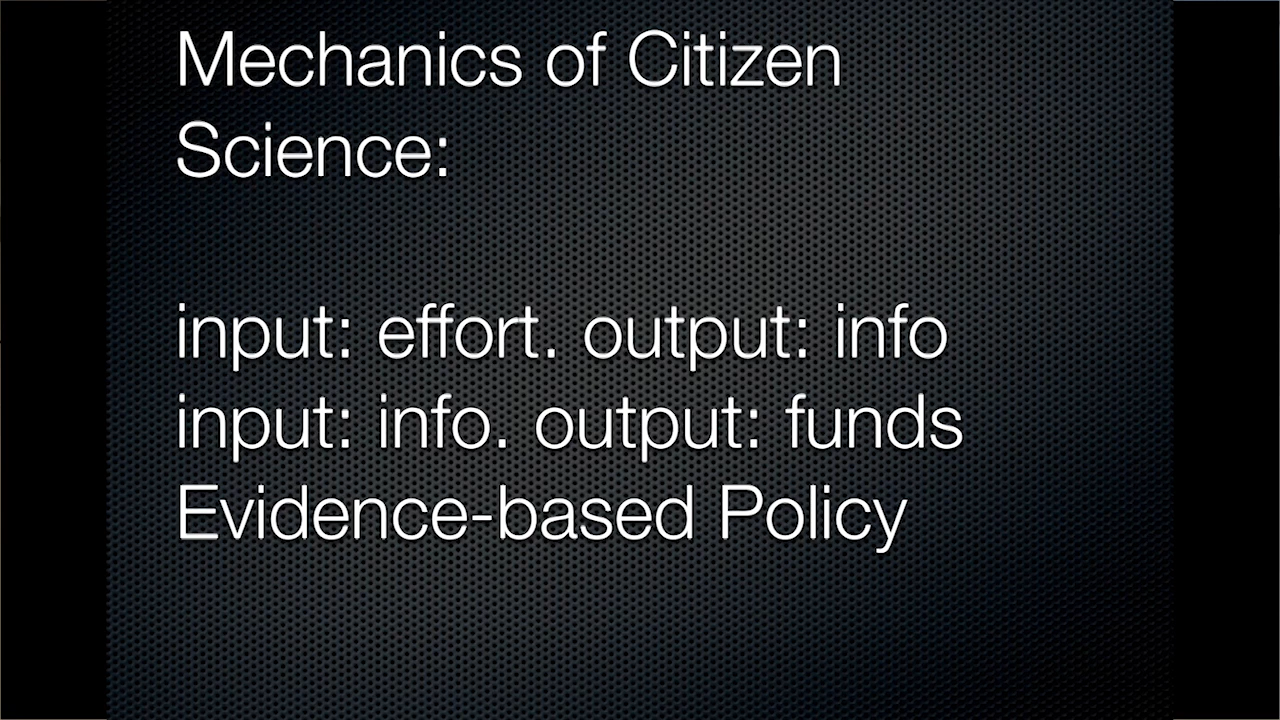 Mechanics of Citizen
Science:
input: effort. output: info
input: info. output: funds
Evidence-based Policy